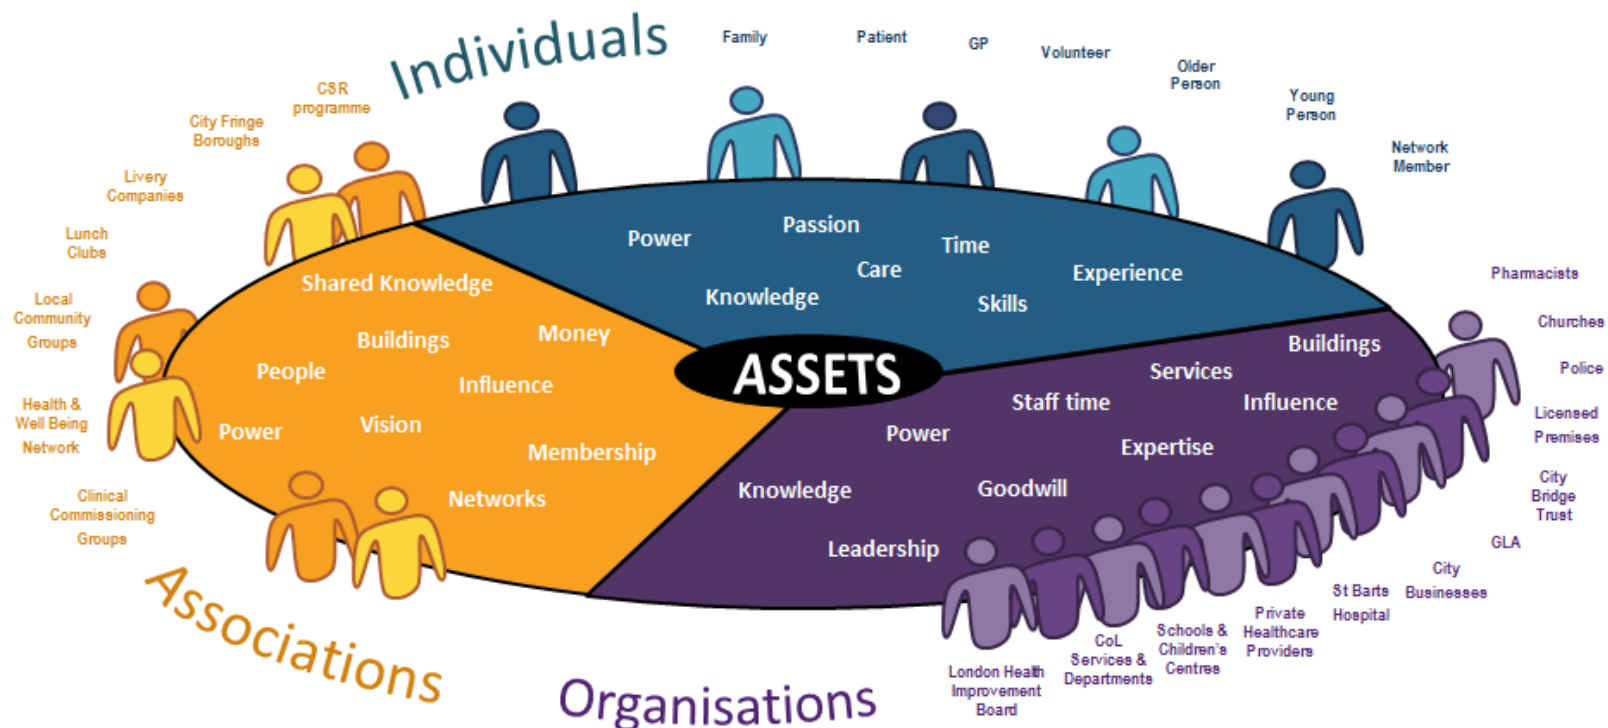 Individuals
Family
Patient
GP
Volunteer
Older
Person
Young
Person
Network
Member
CSR
programme
City Fringe
Boroughs
Livery
Companies
Lunch
Clubs
Local
Community
Groups
Health &
Well Being
Network
Clinical
Commissioning
Groups
Associations
Power
Passion
Time
Care
Experience
Knowledge
Skills
ASSETS
Shared Knowledge
Buildings
Money
People
Influence
Power
Vision
Membership
Networks
Buildings
Services
Staff time
Influence
Power
Expertise
Knowledge
Goodwill
Leadership
Pharmacists
Churches
Police
Licensed
Premises
City
Bridge
Trust
GLA
City
Businesses
St Barts
Hospital
Private
Healthcare
Providers
Schools &
Children's
Centres
CoL
Services &
Departments
London Health
Improvement
Board
Organisations